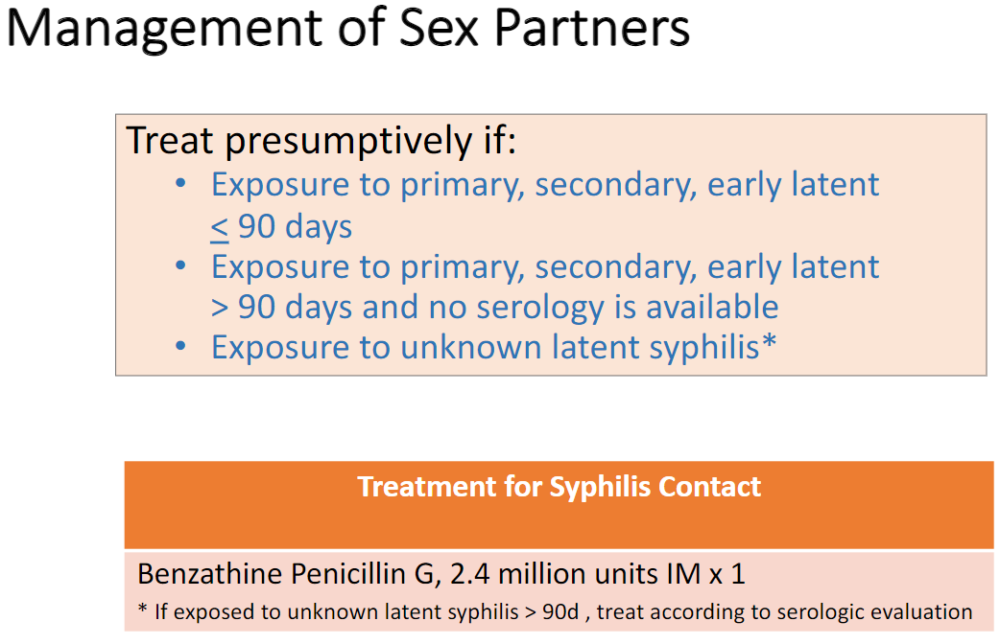 Management of Sex Partners
Treat presumptively if:
• Exposure to primary, secondary, early latent
≤ 90 days
• Exposure to primary, secondary, early latent
> 90 days and no serology is available
• Exposure to unknown latent syphilis*
Treatment for Syphilis Contact
Benzathine Penicillin G, 2.4 million units IM x 1
* If exposed to unknown latent syphilis > 90d , treat according to serologic evaluation